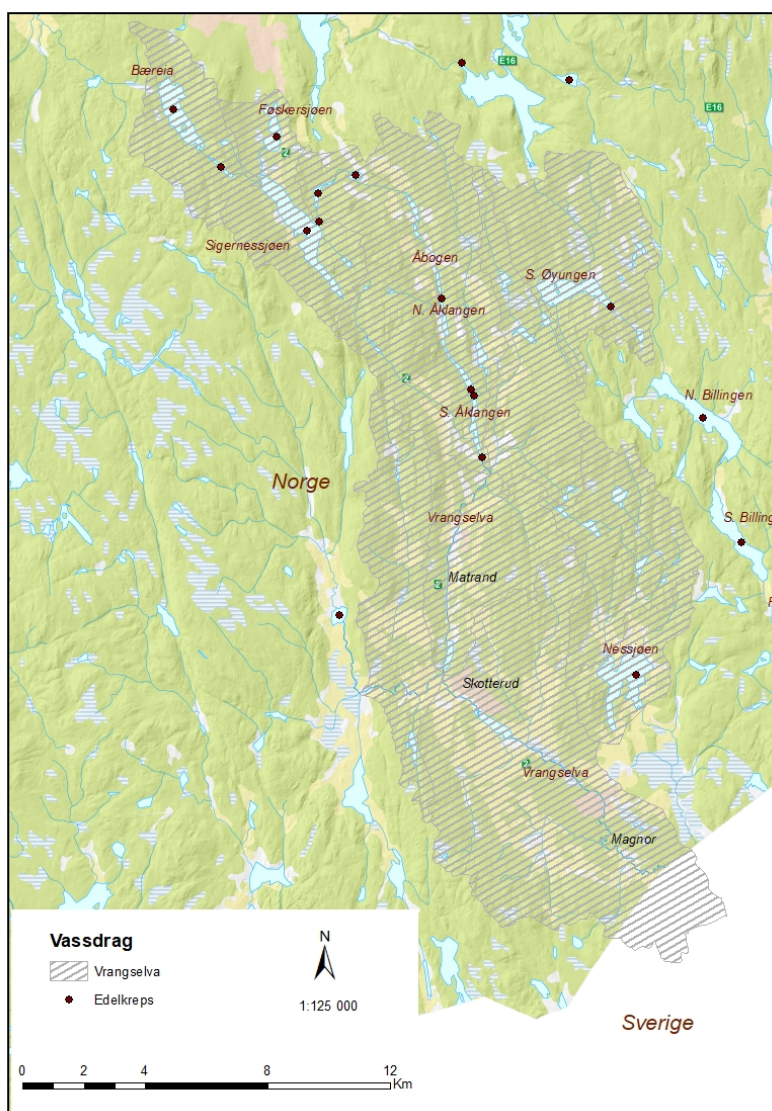 E16
Bæreia
Føskersjøen
E16
Sigernessjøen
Åbogen
S. Øyungen
N. Åklangen
N. Billingen
S. Åklangen
Norge
Vrangselva
S. Billing
Matrand
Nessjøen
Skotterud
Vrangselva
Magnor
Vassdrag
Vrangselva
Edelkreps
N
1:125 000
Sverige
0 2 4 8 12
Km